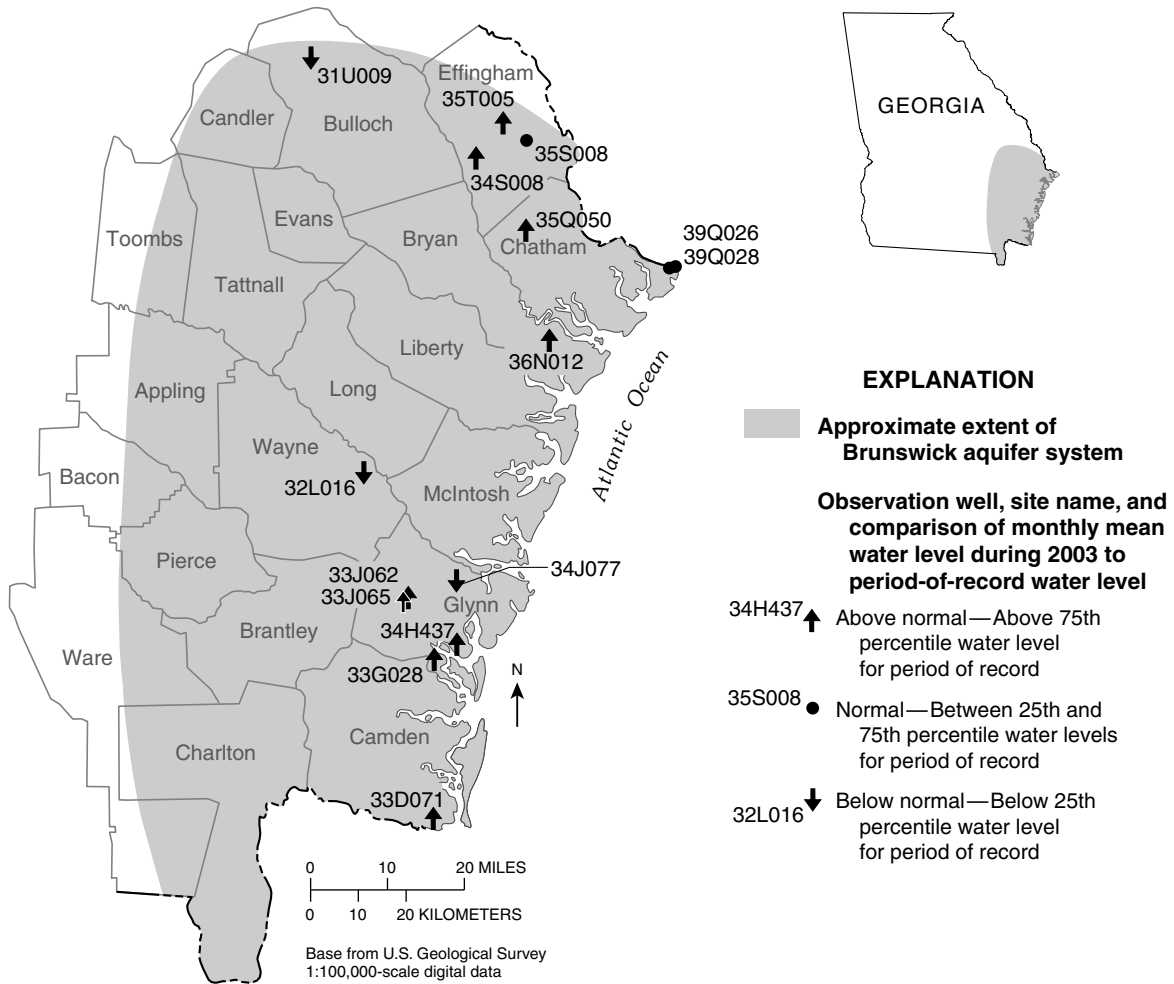 31U009
Effingham
35T005
Candler
Bulloch
35S008
34S008
Evans
35Q050
Toombs
Bryan
Chatham
39Q026
39Q028
Tattnall
Liberty
36N012
Appling
Long
Wayne
Bacon
32L016
McIntosh
Atlantic Ocean
Pierce
33J062
33J065
34J077
Glynn
Brantley
34H437
Ware
33G028
N
Charlton
Camden
33D071
0 10 20 MILES
0 10 20 KILOMETERS
Base from U.S. Geological Survey
1:100,000-scale digital data
GEORGIA
EXPLANATION
Approximate extent of
Brunswick aquifer system
Observation well, site name, and
comparison of monthly mean
water level during 2003 to
period-of-record water level
34H437 Above normal—Above 75th
percentile water level
for period of record
35S008 Normal—Between 25th and
75th percentile water levels
for period of record
32L016 Below normal—Below 25th
percentile water level
for period of record